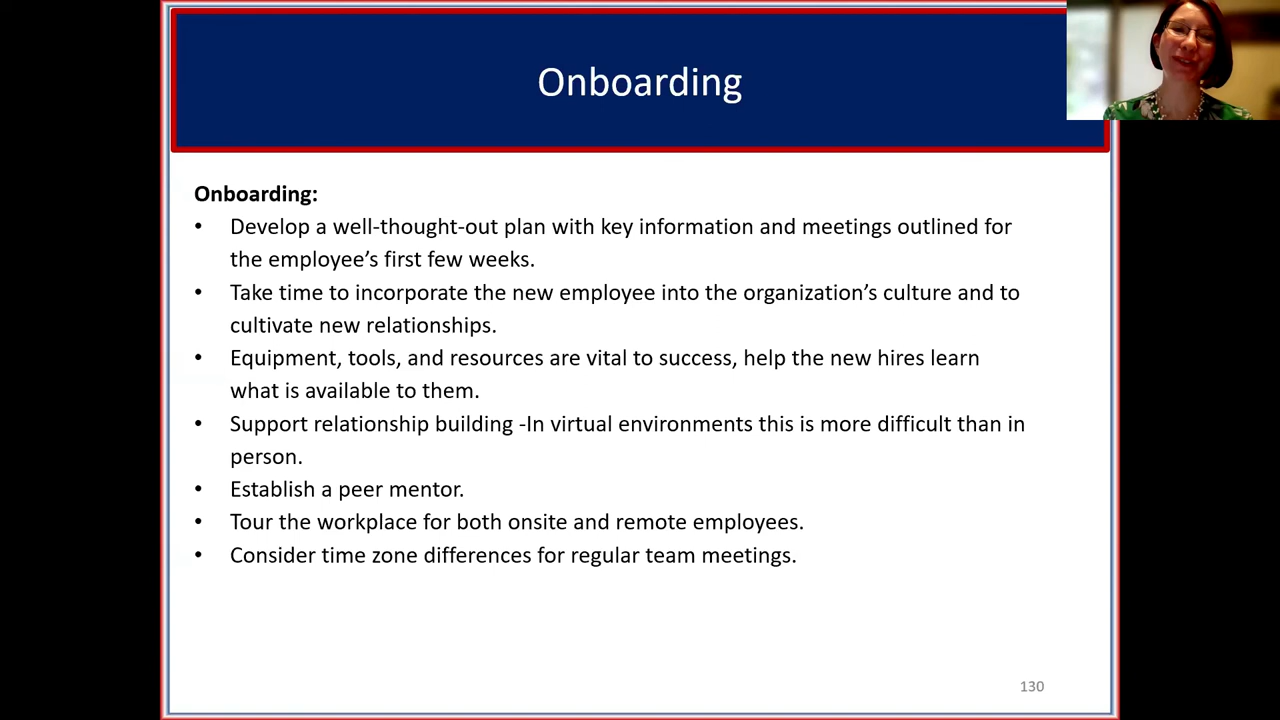 Onboarding
Onboarding:
• Develop a well-thought-out plan with key information and meetings outlined for
the employee’s first few weeks.
• Take time to incorporate the new employee into the organization’s culture and to
cultivate new relationships.
• Equipment, tools, and resources are vital to success, help the new hires learn
what is available to them.
• Support relationship building -In virtual environments this is more difficult than in
person.
• Establish a peer mentor.
• Tour the workplace for both onsite and remote employees.
• Consider time zone differences for regular team meetings.
130